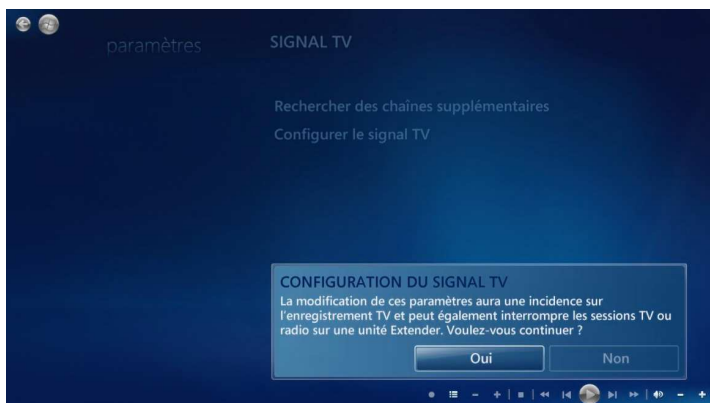 paramètres
SIGNAL TV
Rechercher des chaînes supplémentaires
Configurer le signal TV
CONFIGURATION DU SIGNAL TV
La modification de ces paramètres aura une incidence sur
l'enregistrement TV et peut également interrompre les sessions TV ou
radio sur une unité Extender. Voulez-vous continuer ?
Oui
Non